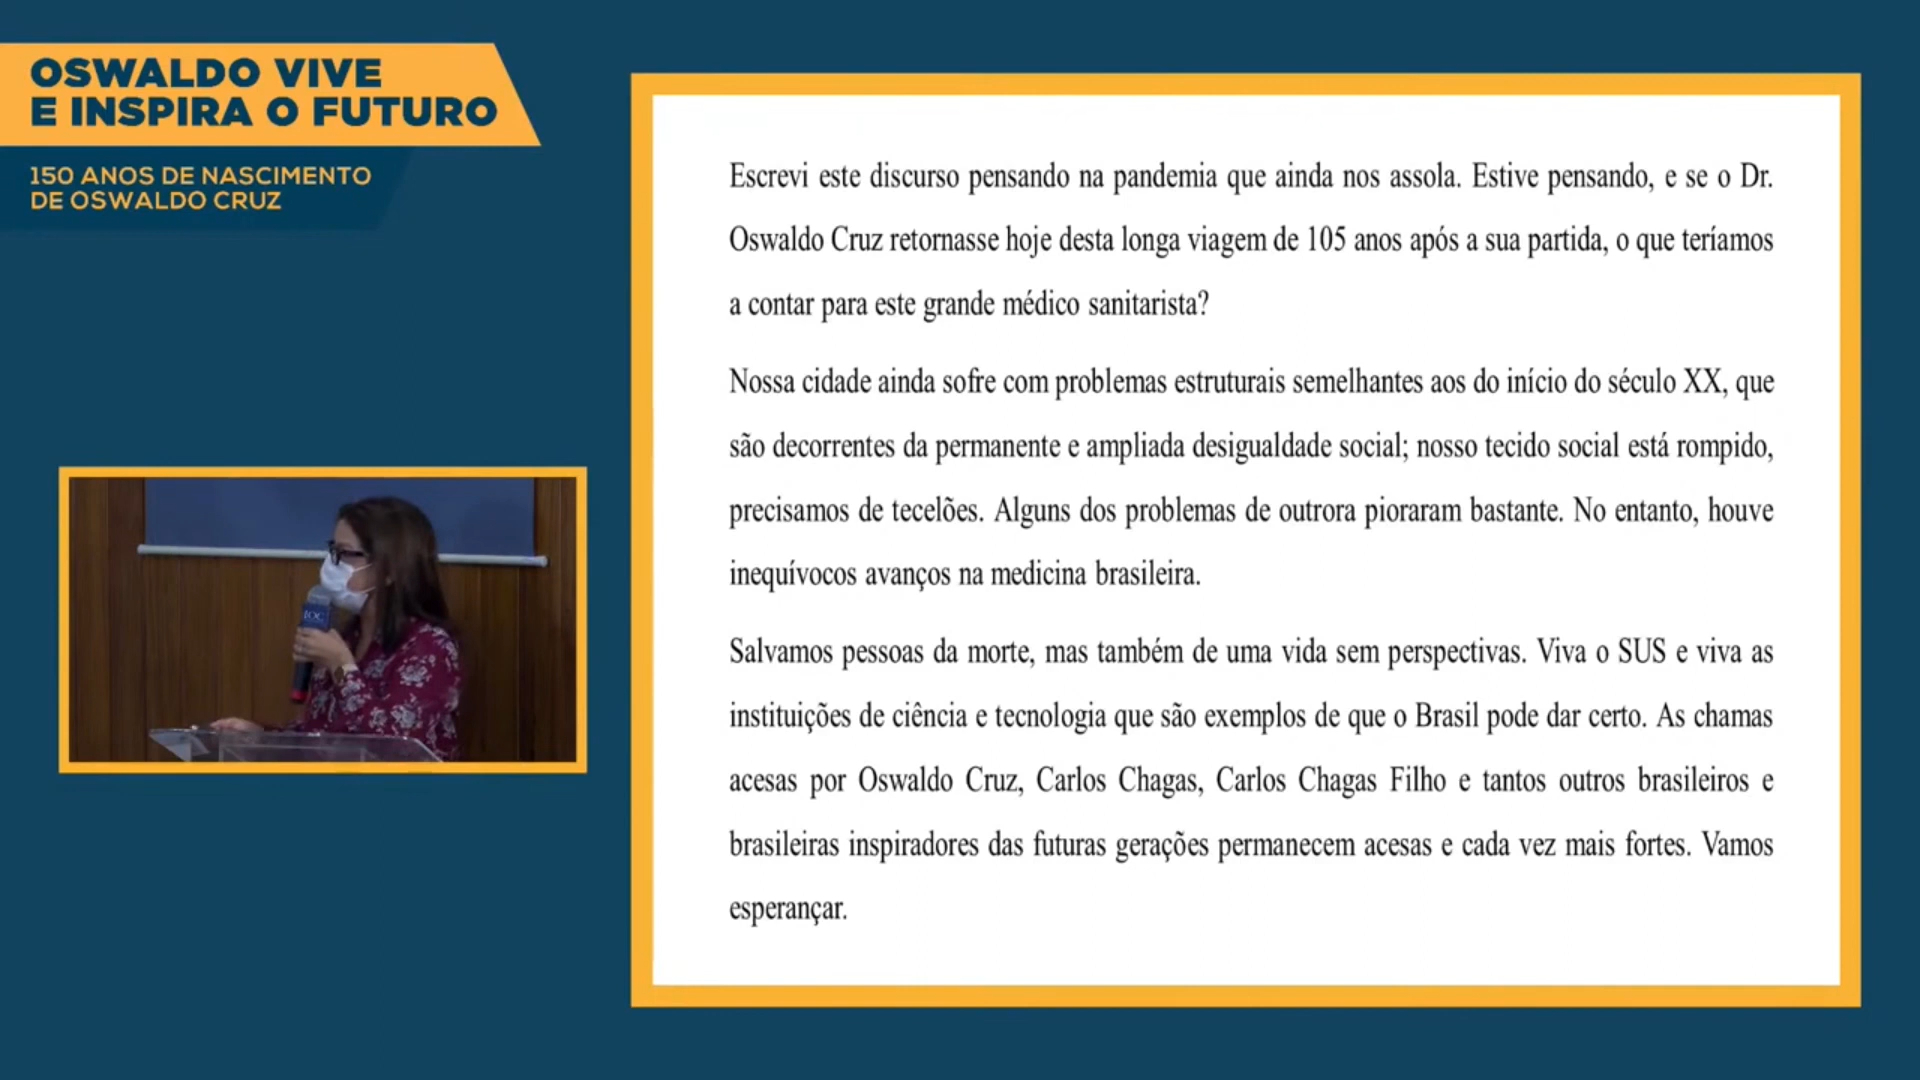 OSWALDO VIVE
E INSPIRA O FUTURO
150 ANOS DE NASCIMENTO
DE OSWALDO CRUZ
IOC
Escrevi este discurso pensando na pandemia que ainda nos assola. Estive pensando, e se o Dr.
Oswaldo Cruz retornasse hoje desta longa viagem de 105 anos após a sua partida, o que teríamos
a contar para este grande médico sanitarista?
Nossa cidade ainda sofre com problemas estruturais semelhantes aos do início do século XX, que
são decorrentes da permanente e ampliada desigualdade social; nosso tecido social está rompido,
precisamos de tecelões. Alguns dos problemas de outrora pioraram bastante. No entanto, houve
inequívocos avanços na medicina brasileira.
Salvamos pessoas da morte, mas também de uma vida sem perspectivas. Viva o SUS e viva as
instituições de ciência e tecnologia que são exemplos de que o Brasil pode dar certo. As chamas
acesas por Oswaldo Cruz, Carlos Chagas, Carlos Chagas Filho e tantos outros brasileiros e
brasileiras inspiradores das futuras gerações permanecem acesas e cada vez mais fortes. Vamos
esperançar.